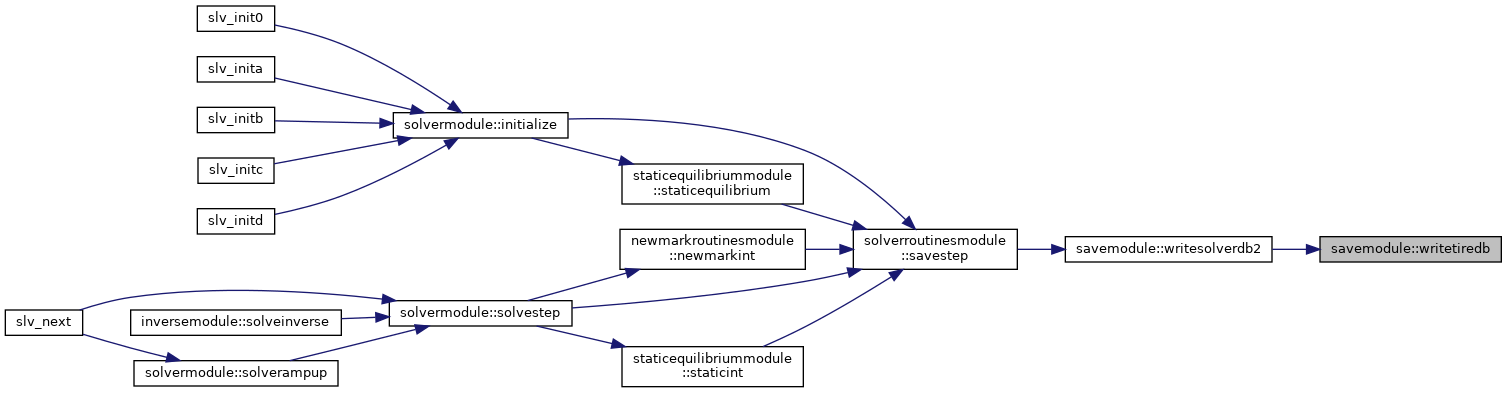 slv_init0
slv_inita
slv_initb
slv_initc
slv_initd
solvermodule::initialize
staticequilibriummodule
::staticequilibrium
newmarkroutinesmodule
::newmarkint
solverroutinesmodule
::savestep
savemodule::writesolverdb2
savemodule::writetiredb
slv_next
inversemodule::solveinverse
solvermodule::solvestep
solvermodule::solverampup
staticequilibriummodule
::staticint